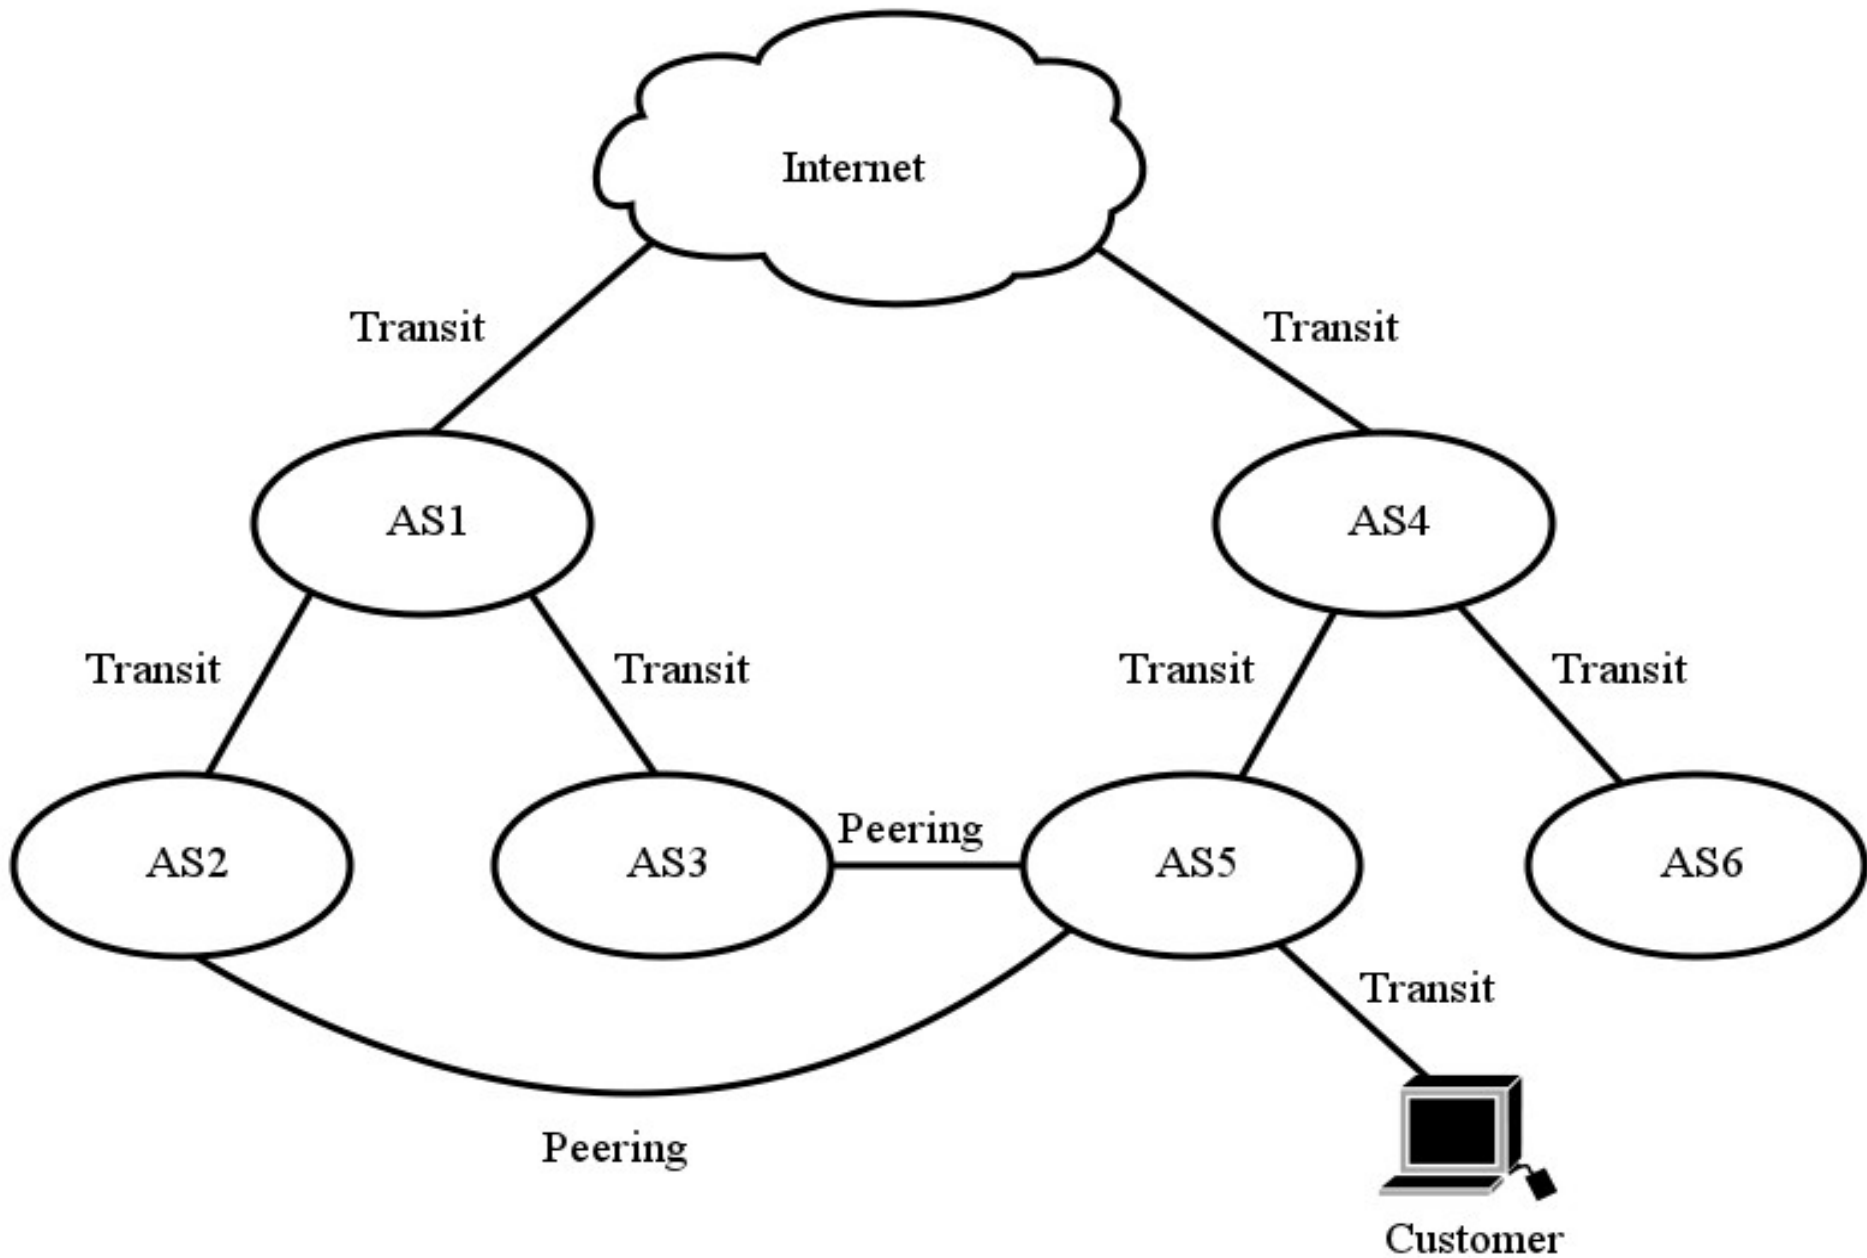 Internet
Transit
Transit
AS1
AS4
Transit
Transit
Transit
Transit
Peering
AS2
AS3
AS5
AS6
Transit
Peering
Customer